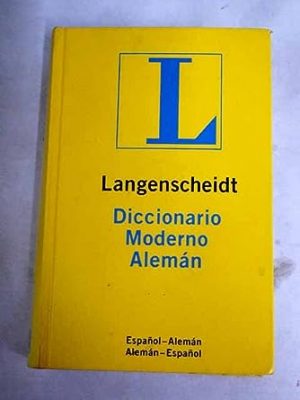 L
Langenscheidt
Diccionario
Moderno
Alemán
Español–Alemán
Alemán–Español